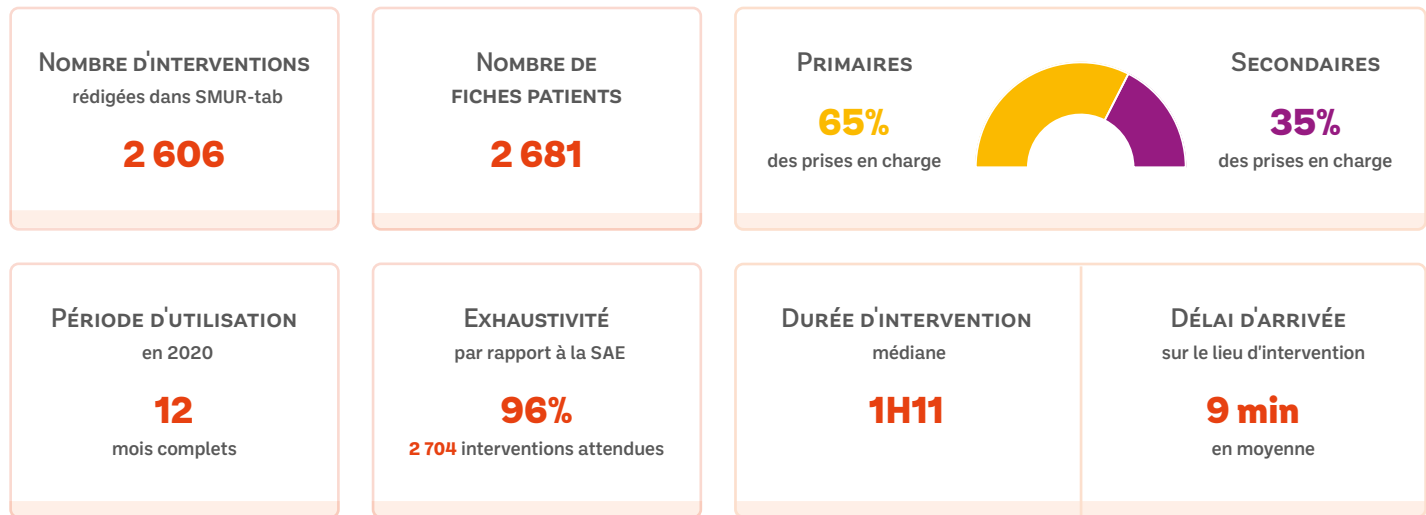 Nombre d'interventions
rédigées dans SMUR-tab
2 606
Nombre de
fiches patients
2 681
Primaires
65%
des prises en charge
Secondaires
35%
des prises en charge
Période d'utilisation
en 2020
12
mois complets
Exhaustivité
par rapport à la SAE
96%
2 704 interventions attendues
Durée d'intervention
médiane
1H11
Délai d'arrivée
sur le lieu d'intervention
9 min
en moyenne